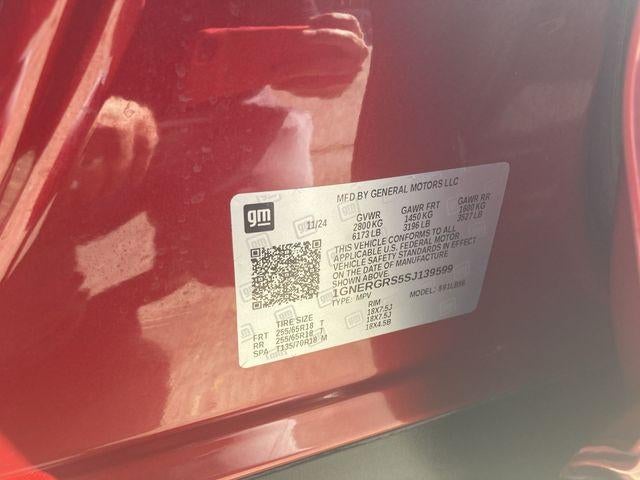 gm
MFD BY GENERAL MOTORS LLC
11/24 GVWR GAWR FRT GAWR RR
2800 KG 1450 KG 1600 KG
6173 LB 3196 LB 3527 LB
THIS VEHICLE CONFORMS TO ALL
APPLICABLE U.S. FEDERAL MOTOR
VEHICLE SAFETY STANDARDS IN EFFECT
ON THE DATE OF MANUFACTURE
SHOWN ABOVE.
1GNERGRS5SJ139599
TYPE: MPV MODEL:
TIRE SIZE RIM
FRT 255/65R18 T 18X7.5J
RR 255/65R18 T 18X7.5J
SPA T135/70R18 M 18X4.5B